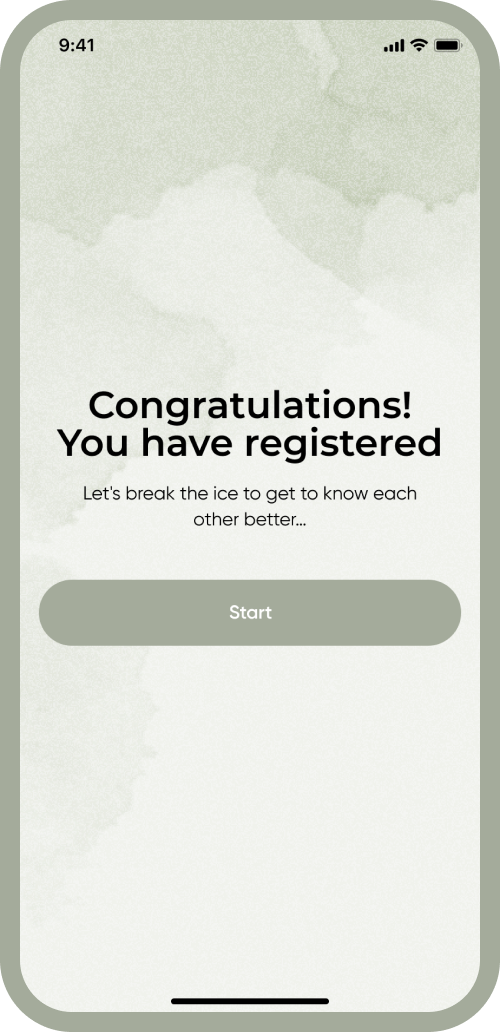 9:41
Congratulations!
You have registered
Let's break the ice to get to know each
other better...
Start